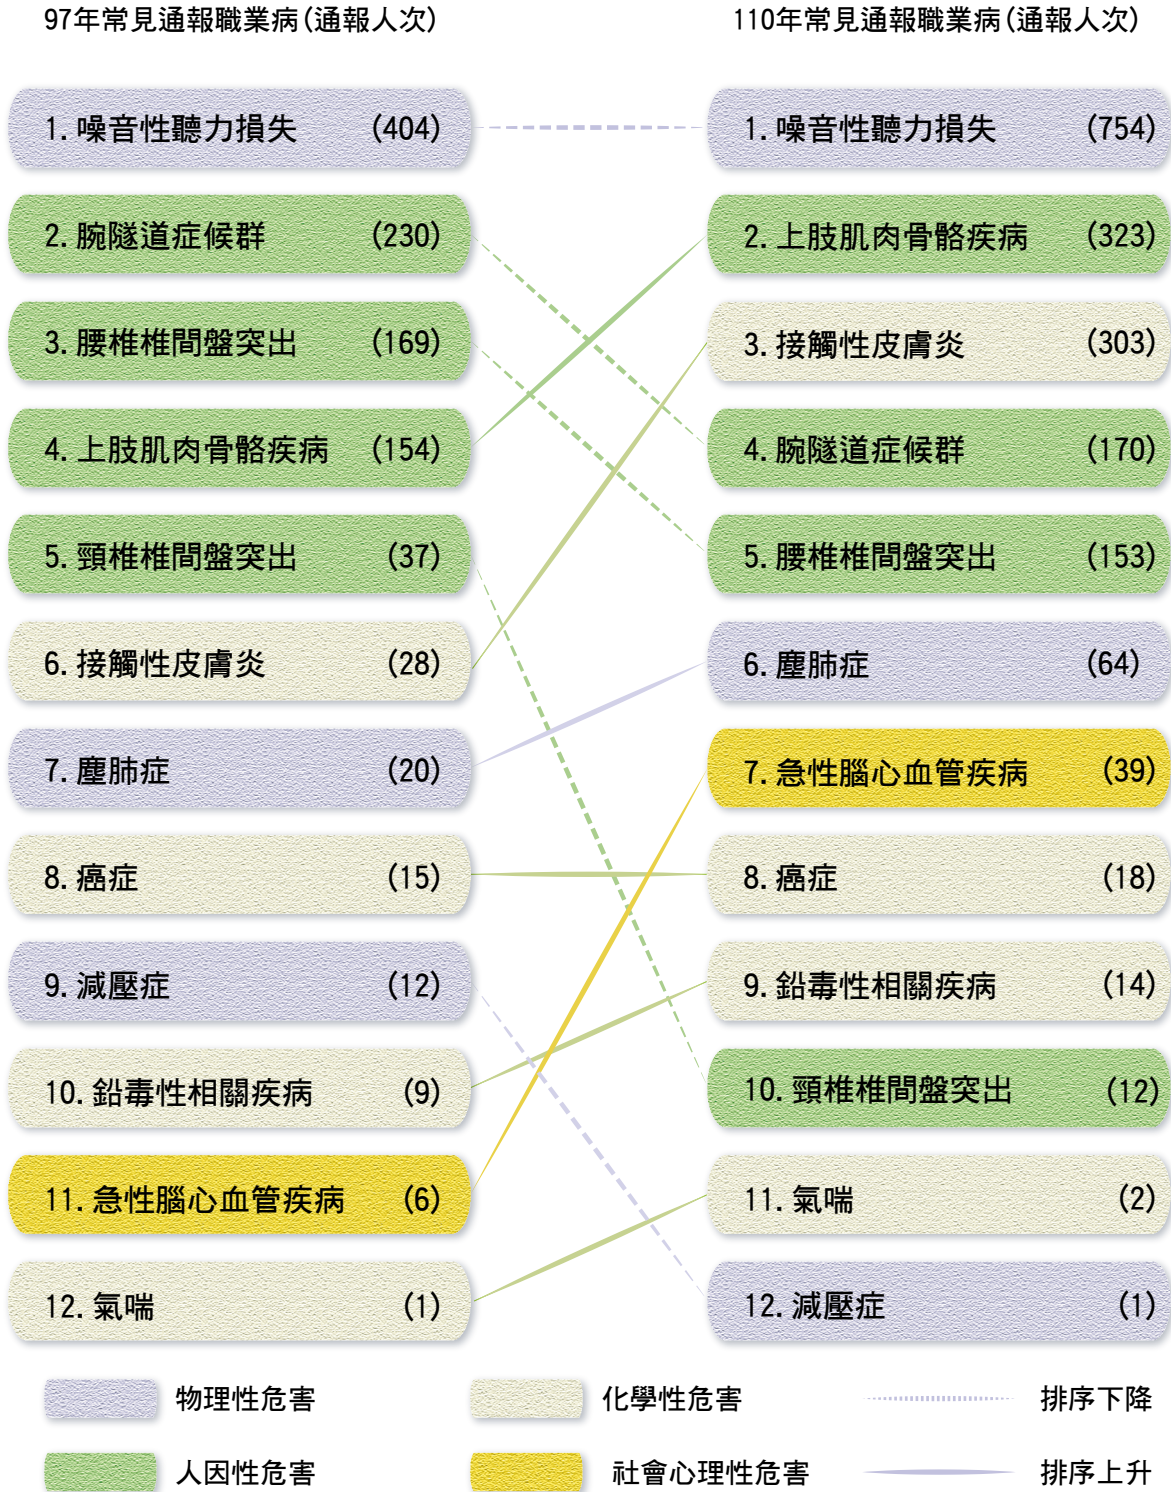 97年常見通報職業病(通報人次)
110年常見通報職業病(通報人次)
1.噪音性聽力損失 (404)
1.噪音性聽力損失 (754)
2.腕隧道症候群 (230)
2.上肢肌肉骨骼疾病 (323)
3.腰椎椎間盤突出 (169)
3.接觸性皮膚炎 (303)
4.上肢肌肉骨骼疾病 (154)
4.腕隧道症候群 (170)
5.頸椎椎間盤突出 (37)
5.腰椎椎間盤突出 (153)
6.接觸性皮膚炎 (28)
6.塵肺症 (64)
7.塵肺症 (20)
7.急性腦心血管疾病 (39)
8.癌症 (15)
8.癌症 (18)
9.減壓症 (12)
9.鉛毒性相關疾病 (14)
10.鉛毒性相關疾病 (9)
10.頸椎椎間盤突出 (12)
11.急性腦心血管疾病 (6)
11.氣喘 (2)
12.氣喘 (1)
12.減壓症 (1)
物理性危害
化學性危害
排序下降
人因性危害
社會心理性危害
排序上升